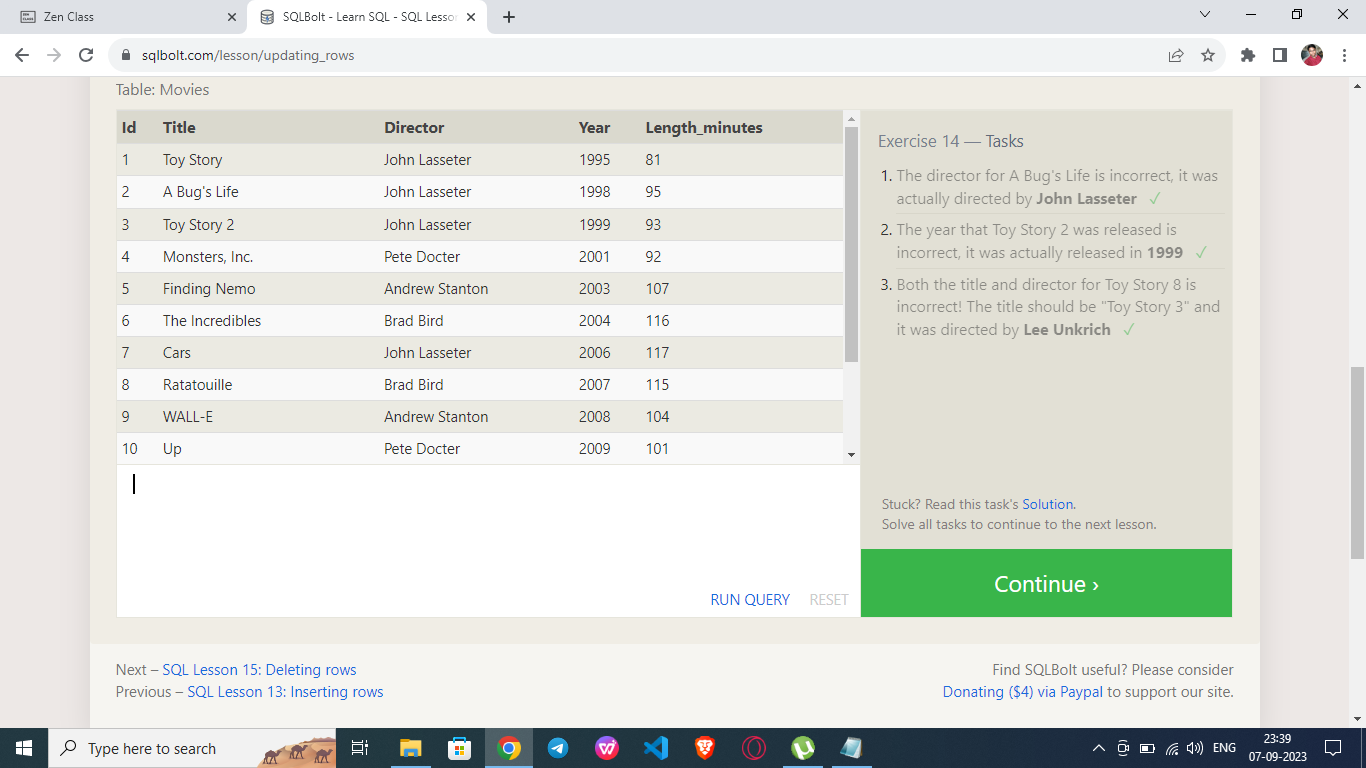 Zen Class
SQLBolt - Learn SQL - SQL Lesson
sqlbolt.com/lesson/updating_rows
Table: Movies
Id Title Director Year Length_minutes
1 Toy Story John Lasseter 1995 81
2 A Bug's Life John Lasseter 1998 95
3 Toy Story 2 John Lasseter 1999 93
4 Monsters, Inc. Pete Docter 2001 92
5 Finding Nemo Andrew Stanton 2003 107
6 The Incredibles Brad Bird 2004 116
7 Cars John Lasseter 2006 117
8 Ratatouille Brad Bird 2007 115
9 WALL-E Andrew Stanton 2008 104
10 Up Pete Docter 2009 101
RUN QUERY RESET
Exercise 14 — Tasks
1. The director for A Bug's Life is incorrect, it was
actually directed by John Lasseter ✓
2. The year that Toy Story 2 was released is
incorrect, it was actually released in 1999 ✓
3. Both the title and director for Toy Story 8 is
incorrect! The title should be "Toy Story 3" and
it was directed by Lee Unkrich ✓
Stuck? Read this task's Solution.
Solve all tasks to continue to the next lesson.
Continue ›
Next – SQL Lesson 15: Deleting rows
Previous – SQL Lesson 13: Inserting rows
Find SQLBolt useful? Please consider
Donating ($4) via Paypal to support our site.
Type here to search
ENG
23:39
07-09-2023